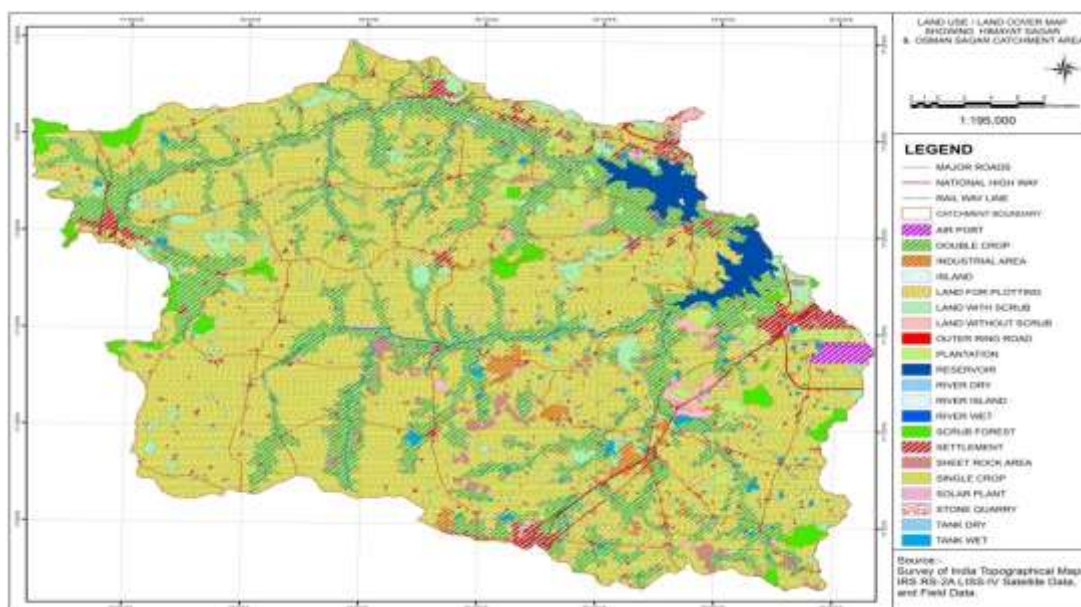 LAND USE / LAND COVER MAP
SHOWING HIMAYAT SAGAR
& OSMAN SAGAR CATCHMENT AREA
1:195,000
LEGEND
MAJOR ROADS
NATIONAL HIGH WAY
RAIL WAY LINE
CATCHMENT BOUNDARY
AIR PORT
DOUBLE CROP
INDUSTRIAL AREA
ISLAND
LAND FOR PLOTTING
LAND WITH SCRUB
LAND WITHOUT SCRUB
OUTER RING ROAD
PLANTATION
RESERVOIR
RIVER DRY
RIVER ISLAND
RIVER WET
SCRUB FOREST
SETTLEMENT
SHEET ROCK AREA
SINGLE CROP
SOLAR PLANT
STONE QUARRY
TANK DRY
TANK WET
Source:-
Survey of India Topographical Map
IRS RS-2A LISS-IV Satellite Data,
and Field Data.